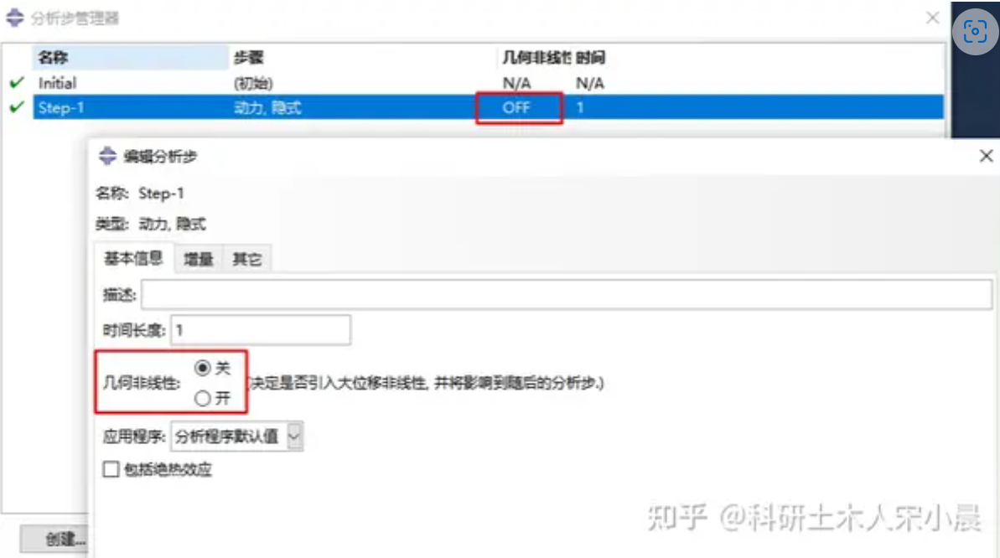 分析步管理器
名称 步骤 几何非线性 时间
Initial (初始) N/A N/A
Step-1 动力, 隐式 OFF 1
编辑分析步
名称: Step-1
类型: 动力, 隐式
基本信息 增量 其它
描述:
时间长度: 1
几何非线性: 关
开
(决定是否引入大位移非线性, 并将影响到随后的分析步.)
应用程序: 分析程序默认值
包括绝热效应
创建...
知乎 @科研土木人宋小晨